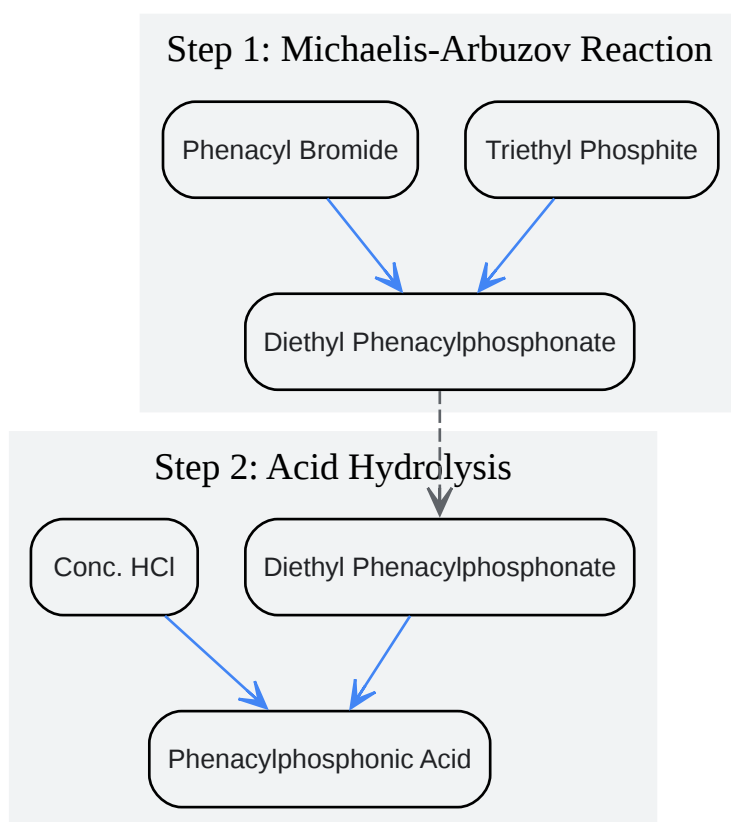 Step 1: Michaelis-Arbuzov Reaction
Phenacyl Bromide
Triethyl Phosphite
Diethyl Phenacylphosphonate
Step 2: Acid Hydrolysis
Conc. HCl
Diethyl Phenacylphosphonate
Phenacylphosphonic Acid